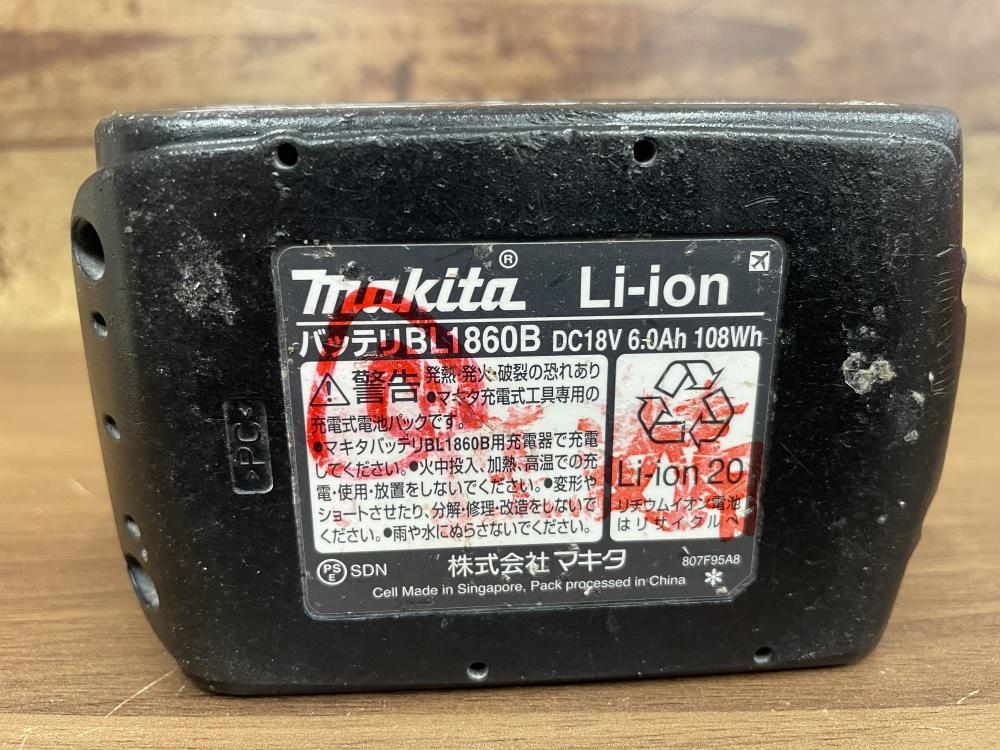 makita® Li-ion
バッテリBL1860B DC18V 6.0Ah 108Wh
警告 発熱・発火・破裂の恐れあり
●マキタ充電式工具専用の
充電式電池パックです。
●マキタバッテリBL1860B用充電器で充電
してください。●火中投入、加熱、高温での充
電・使用・放置をしないでください。●変形や
ショートさせたり、分解・修理・改造をしないで
ください。●雨や水にぬらさないでください。
Li-ion 20
リチウムイオン電池
はリサイクルへ
PS E SDN 株式会社 マキタ 807F95A8
Cell Made in Singapore, Pack processed in China
>PC<